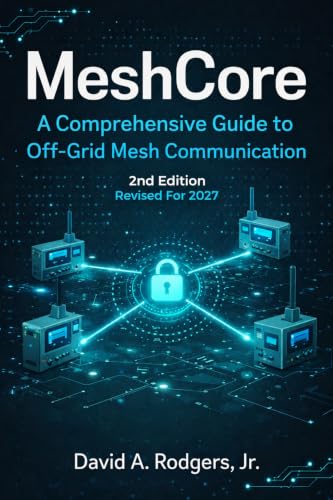 MeshCore
A Comprehensive Guide to
Off-Grid Mesh Communication
2nd Edition
Revised For 2027
David A. Rodgers, Jr.